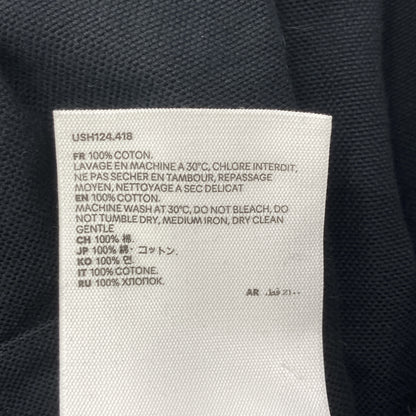 USH124.418
FR 100% COTON.
LAVAGE EN MACHINE A 30°C, CHLORE INTERDIT,
NE PAS SECHER EN TAMBOUR, REPASSAGE
MOYEN, NETTOYAGE A SEC DELICAT
EN 100% COTTON.
MACHINE WASH AT 30°C, DO NOT BLEACH, DO
NOT TUMBLE DRY, MEDIUM IRON, DRY CLEAN
GENTLE
CH 100% 棉.
JP 100% 綿・コットン.
KO 100% 면.
IT 100% COTONE.
RU 100% ХЛОПОК.
AR .قطن ٪١٠٠